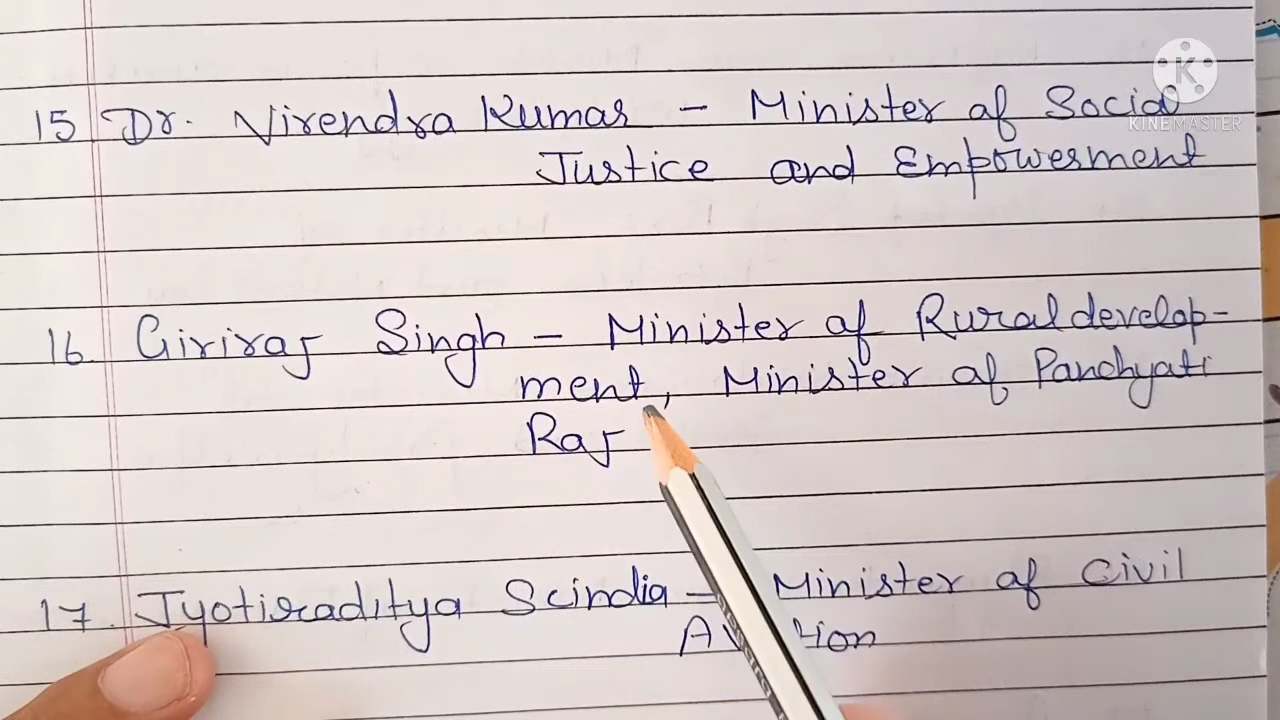 15 Dr. Virendra Kumar - Minister of Social
Justice and Empowerment
16. Giriraj Singh - Minister of Rural develop-
ment, Minister of Panchyati
Raj
17. Jyotiraditya Scindia - Minister of Civil
K
KINEMASTER